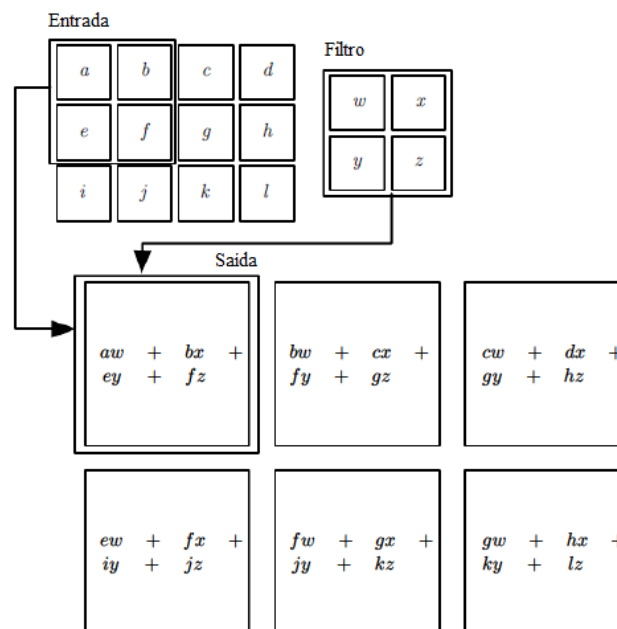 Entrada
a b c d
e f g h
i j k l
Filtro
w x
y z
Saida
aw + bx +
ey + fz
bw + cx +
fy + gz
cw + dx +
gy + hz
ew + fx +
iy + jz
fw + gx +
jy + kz
gw + hx +
ky + lz